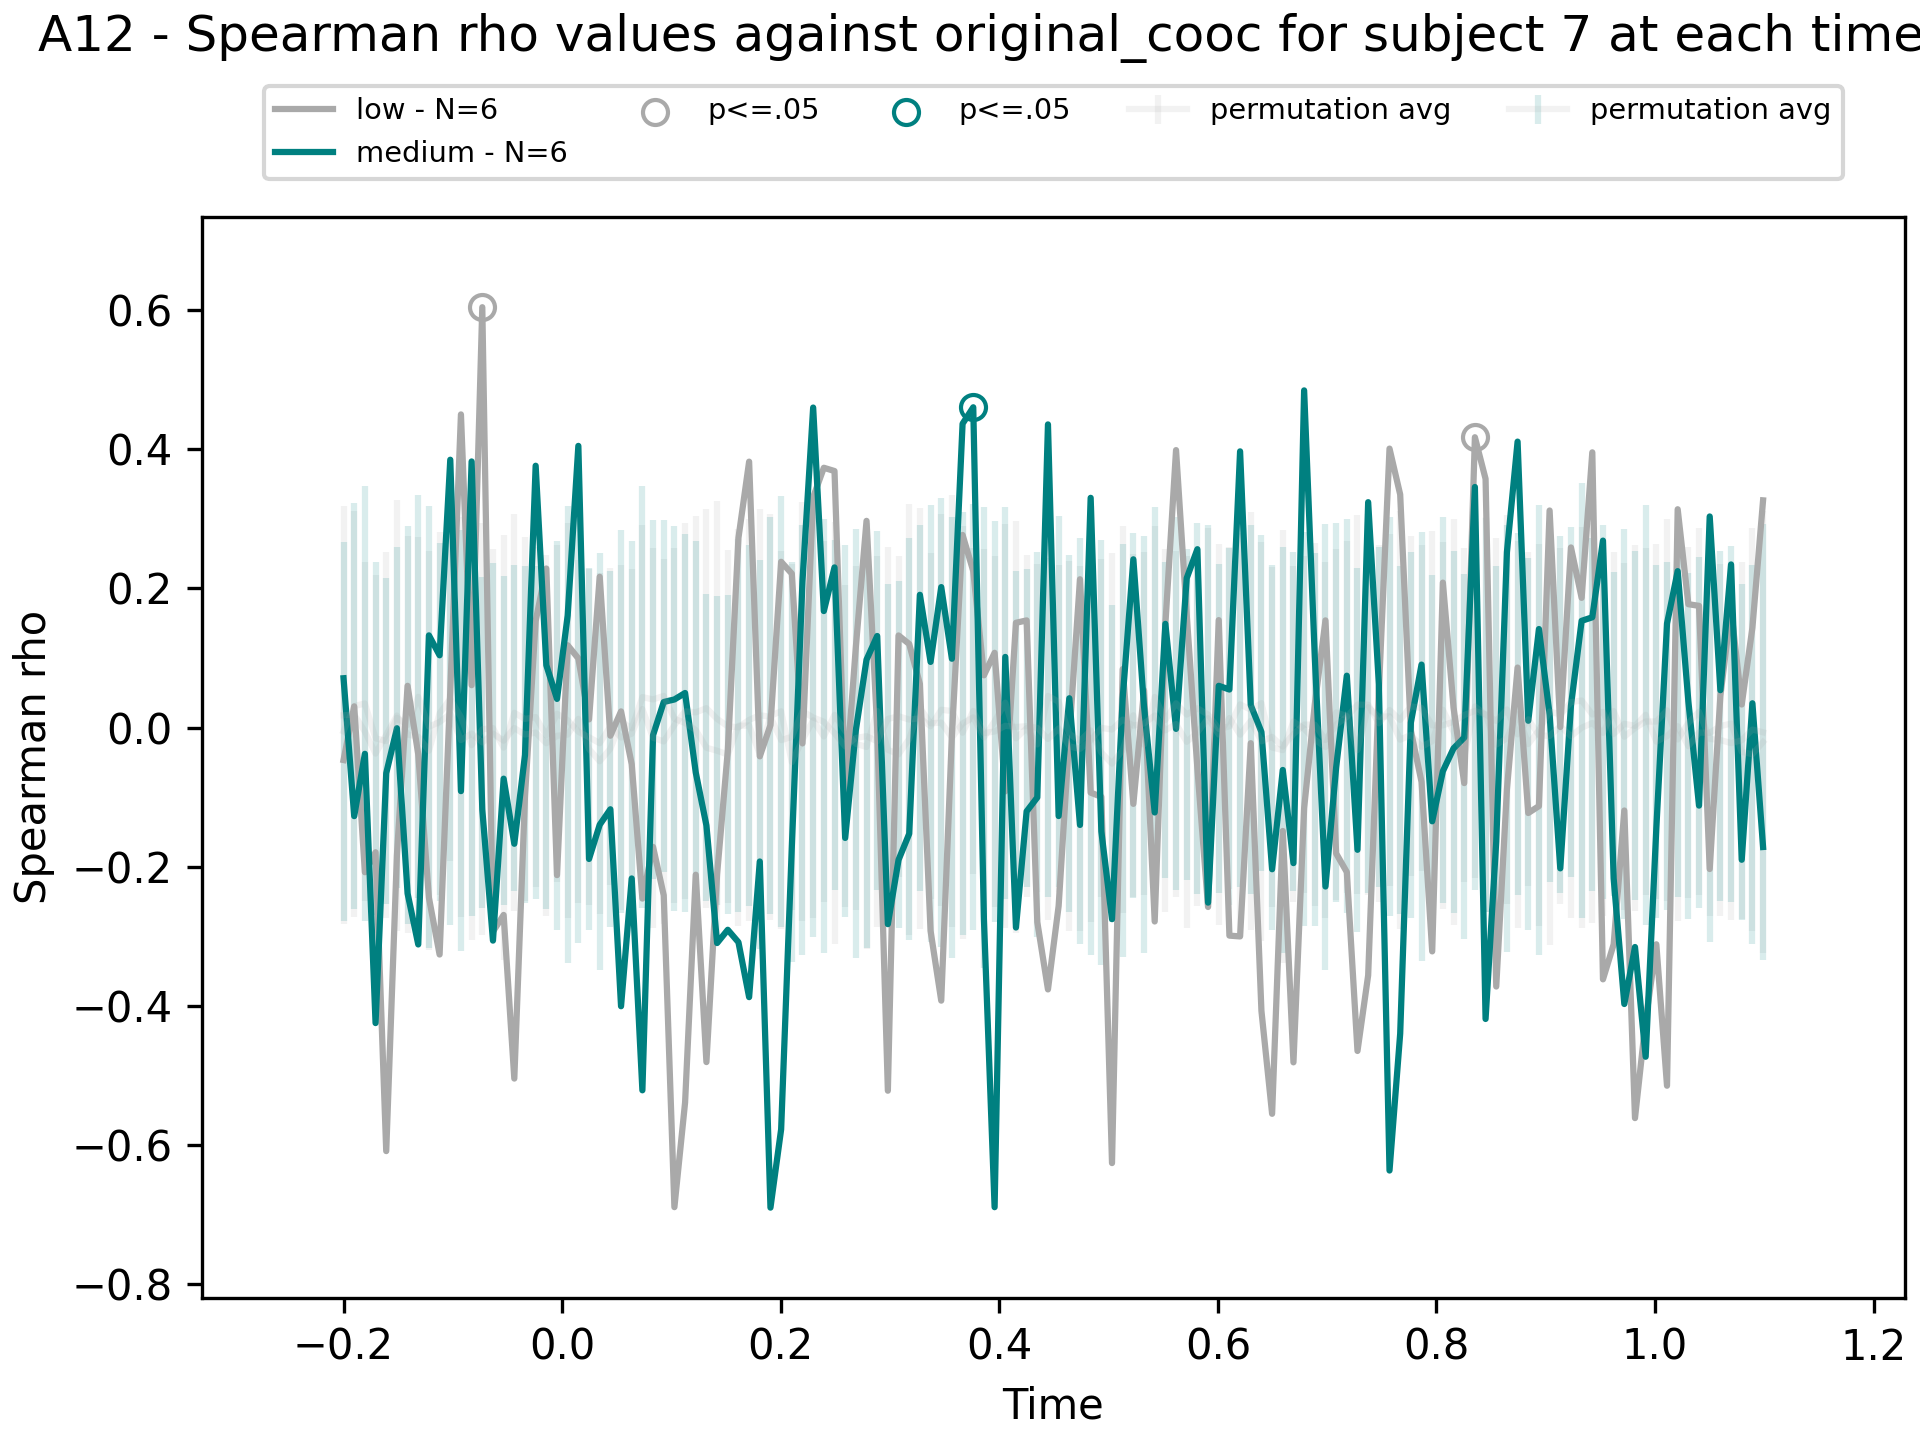 A12 - Spearman rho values against original_cooc for subject 7 at each time
low - N=6
medium - N=6
p<=.05
p<=.05
permutation avg
permutation avg
Spearman rho
0.6
0.4
0.2
0.0
−0.2
−0.4
−0.6
−0.8
−0.2 0.0 0.2 0.4 0.6 0.8 1.0 1.2
Time